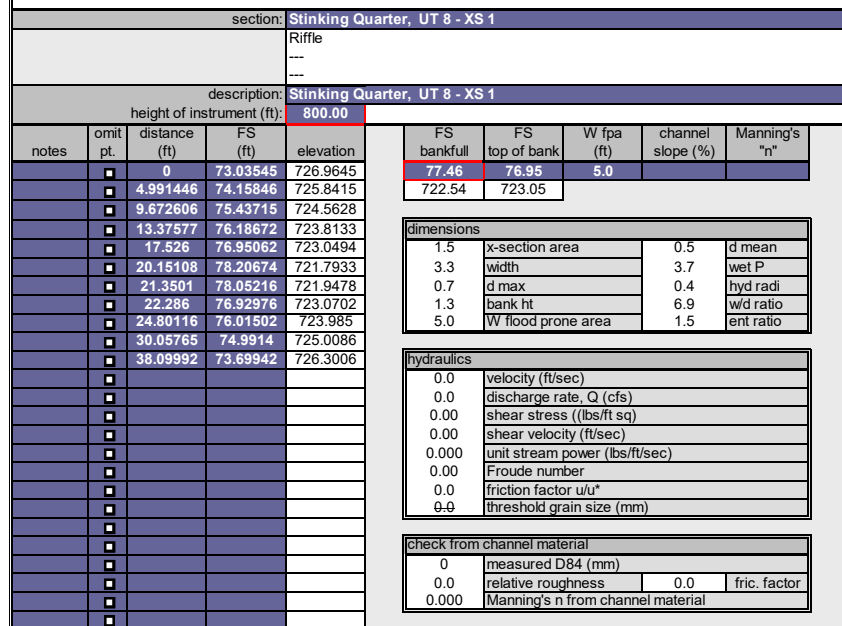 section: Stinking Quarter, UT 8 - XS 1
Riffle
---
---
description: Stinking Quarter, UT 8 - XS 1
height of instrument (ft): 800.00
omit distance FS FS FS W fpa channel Manning's
notes pt. (ft) (ft) elevation bankfull top of bank (ft) slope (%) "n"
0 73.03545 726.9645 77.46 76.95 5.0
4.991446 74.15846 725.8415 722.54 723.05
9.672606 75.43715 724.5628
13.37577 76.18672 723.8133 dimensions
17.526 76.95062 723.0494 1.5 x-section area 0.5 d mean
20.15108 78.20674 721.7933 3.3 width 3.7 wet P
21.3501 78.05216 721.9478 0.7 d max 0.4 hyd radi
22.286 76.92976 723.0702 1.3 bank ht 6.9 w/d ratio
24.80116 76.01502 723.985 5.0 W flood prone area 1.5 ent ratio
30.05765 74.9914 725.0086
38.09992 73.69942 726.3006 hydraulics
0.0 velocity (ft/sec)
0.0 discharge rate, Q (cfs)
0.00 shear stress ((lbs/ft sq)
0.00 shear velocity (ft/sec)
0.000 unit stream power (lbs/ft/sec)
0.00 Froude number
0.0 friction factor u/u*
0.0 threshold grain size (mm)
check from channel material
0 measured D84 (mm)
0.0 relative roughness 0.0 fric. factor
0.000 Manning's n from channel material